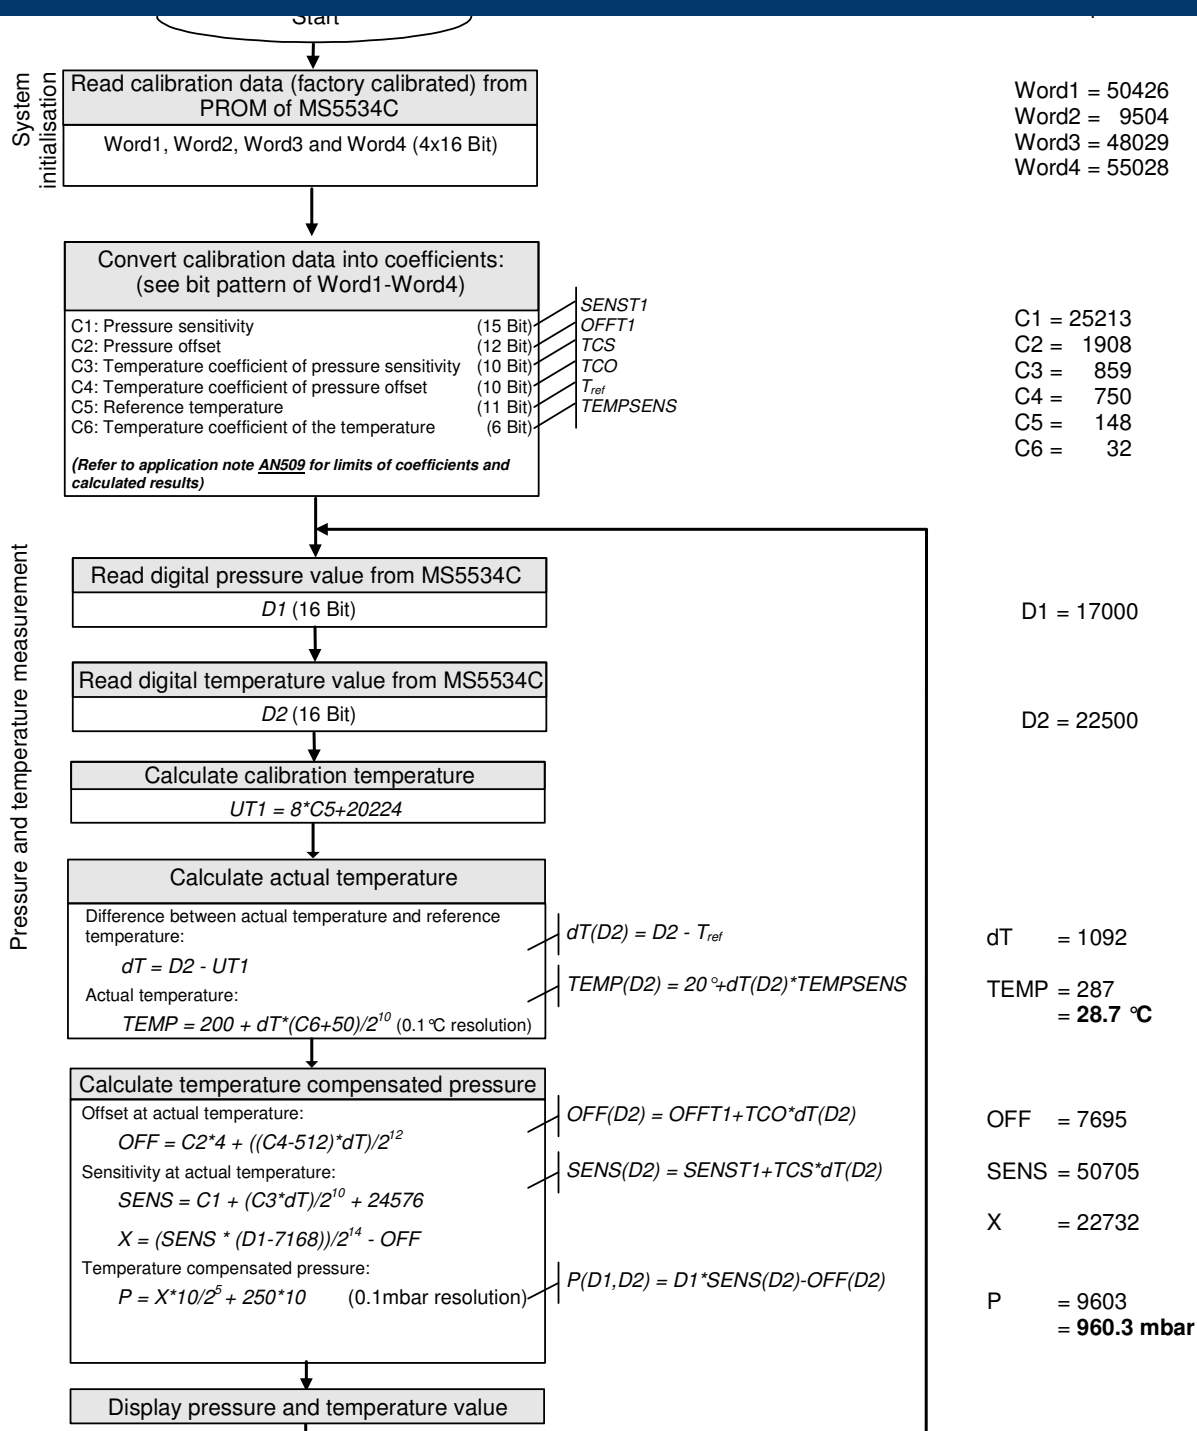 Start
System
initialisation
Read calibration data (factory calibrated) from
PROM of MS5534C
Word1, Word2, Word3 and Word4 (4x16 Bit)
Word1 = 50426
Word2 = 9504
Word3 = 48029
Word4 = 55028
Convert calibration data into coefficients:
(see bit pattern of Word1-Word4)
C1: Pressure sensitivity (15 Bit) SENST1
C2: Pressure offset (12 Bit) OFFT1
C3: Temperature coefficient of pressure sensitivity (10 Bit) TCS
C4: Temperature coefficient of pressure offset (10 Bit) TCO
C5: Reference temperature (11 Bit) Tref
C6: Temperature coefficient of the temperature (6 Bit) TEMPSENS
(Refer to application note AN509 for limits of coefficients and
calculated results)
C1 = 25213
C2 = 1908
C3 = 859
C4 = 750
C5 = 148
C6 = 32
Pressure and temperature measurement
Read digital pressure value from MS5534C
D1 (16 Bit)
D1 = 17000
Read digital temperature value from MS5534C
D2 (16 Bit)
D2 = 22500
Calculate calibration temperature
UT1 = 8*C5+20224
Calculate actual temperature
Difference between actual temperature and reference
temperature:
dT = D2 - UT1
Actual temperature:
TEMP = 200 + dT*(C6+50)/2^10 (0.1°C resolution)
dT(D2) = D2 - Tref
TEMP(D2) = 20°+dT(D2)*TEMPSENS
dT = 1092
TEMP = 287
= 28.7 °C
Calculate temperature compensated pressure
Offset at actual temperature:
OFF = C2*4 + ((C4-512)*dT)/2^12
Sensitivity at actual temperature:
SENS = C1 + (C3*dT)/2^10 + 24576
X = (SENS * (D1-7168))/2^14 - OFF
Temperature compensated pressure:
P = X*10/2^5 + 250*10 (0.1mbar resolution)
OFF(D2) = OFFT1+TCO*dT(D2)
SENS(D2) = SENST1+TCS*dT(D2)
P(D1,D2) = D1*SENS(D2)-OFF(D2)
OFF = 7695
SENS = 50705
X = 22732
P = 9603
= 960.3 mbar
Display pressure and temperature value